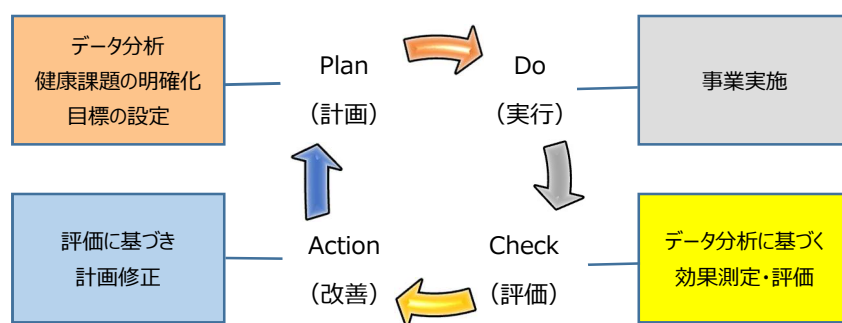 データ分析
健康課題の明確化
目標の設定
Plan
（計画）
Do
（実行）
事業実施
評価に基づき
計画修正
Action
（改善）
Check
（評価）
データ分析に基づく
効果測定・評価